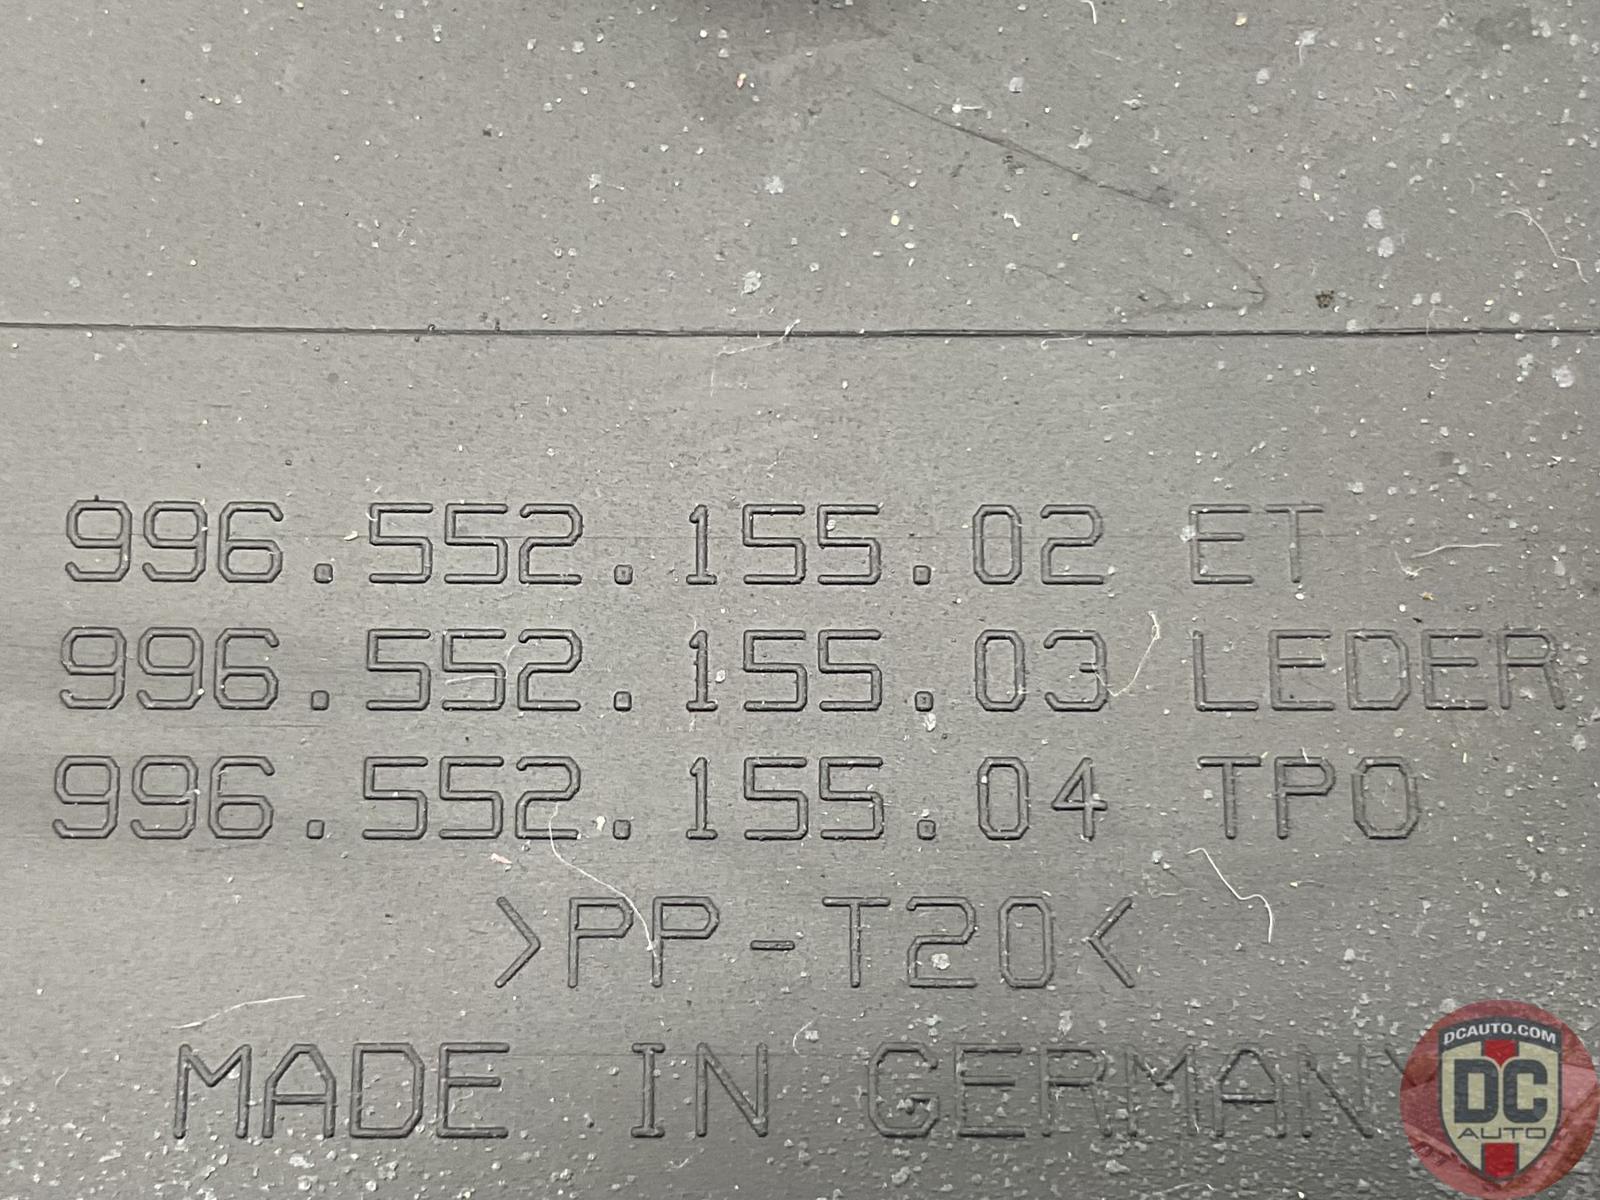 996.552.155.02 ET
996.552.155.03 LEDER
996.552.155.04 TPO
>PP-T20<
MADE IN GERMANY
DCAUTO.COM
DC
AUTO